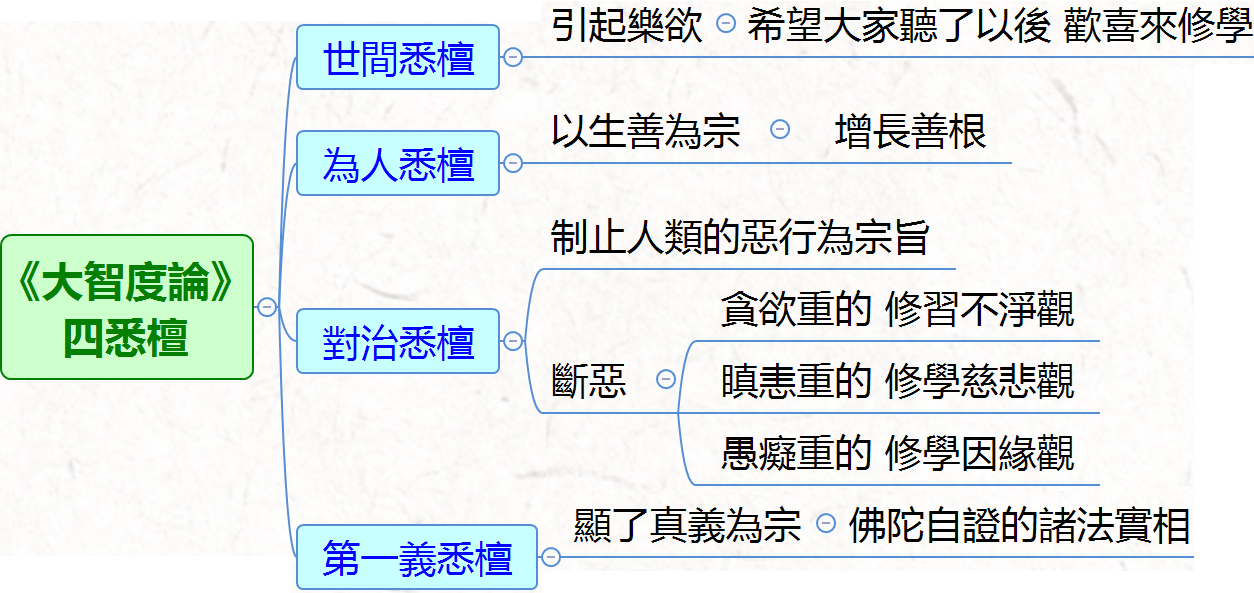 《大智度論》
四悉檀
世間悉檀
引起樂欲 希望大家聽了以後 歡喜來修學
為人悉檀
以生善為宗 增長善根
對治悉檀
制止人類的惡行為宗旨
斷惡
貪欲重的 修習不淨觀
瞋恚重的 修學慈悲觀
愚癡重的 修學因緣觀
第一義悉檀
顯了真義為宗 佛陀自證的諸法實相